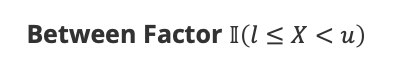 Between Factor 𝕀(l ≤ X < u)